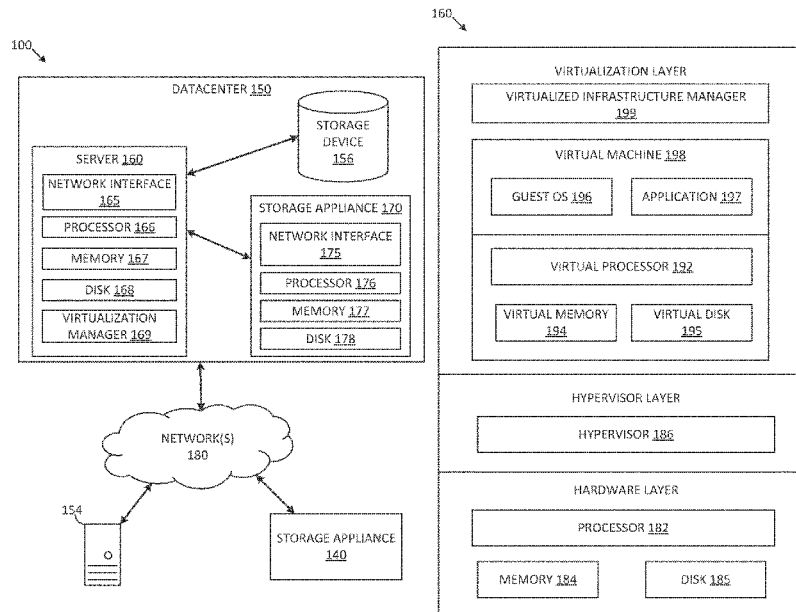 100
DATACENTER 150
STORAGE
DEVICE
156
SERVER 160
NETWORK INTERFACE
165
PROCESSOR 166
MEMORY 167
DISK 168
VIRTUALIZATION
MANAGER 169
STORAGE APPLIANCE 170
NETWORK INTERFACE
175
PROCESSOR 176
MEMORY 177
DISK 178
NETWORK(S)
180
154
STORAGE APPLIANCE
140
160
VIRTUALIZATION LAYER
VIRTUALIZED INFRASTRUCTURE MANAGER
199
VIRTUAL MACHINE 198
GUEST OS 196
APPLICATION 197
VIRTUAL PROCESSOR 192
VIRTUAL MEMORY
194
VIRTUAL DISK
195
HYPERVISOR LAYER
HYPERVISOR 186
HARDWARE LAYER
PROCESSOR 182
MEMORY 184
DISK 185